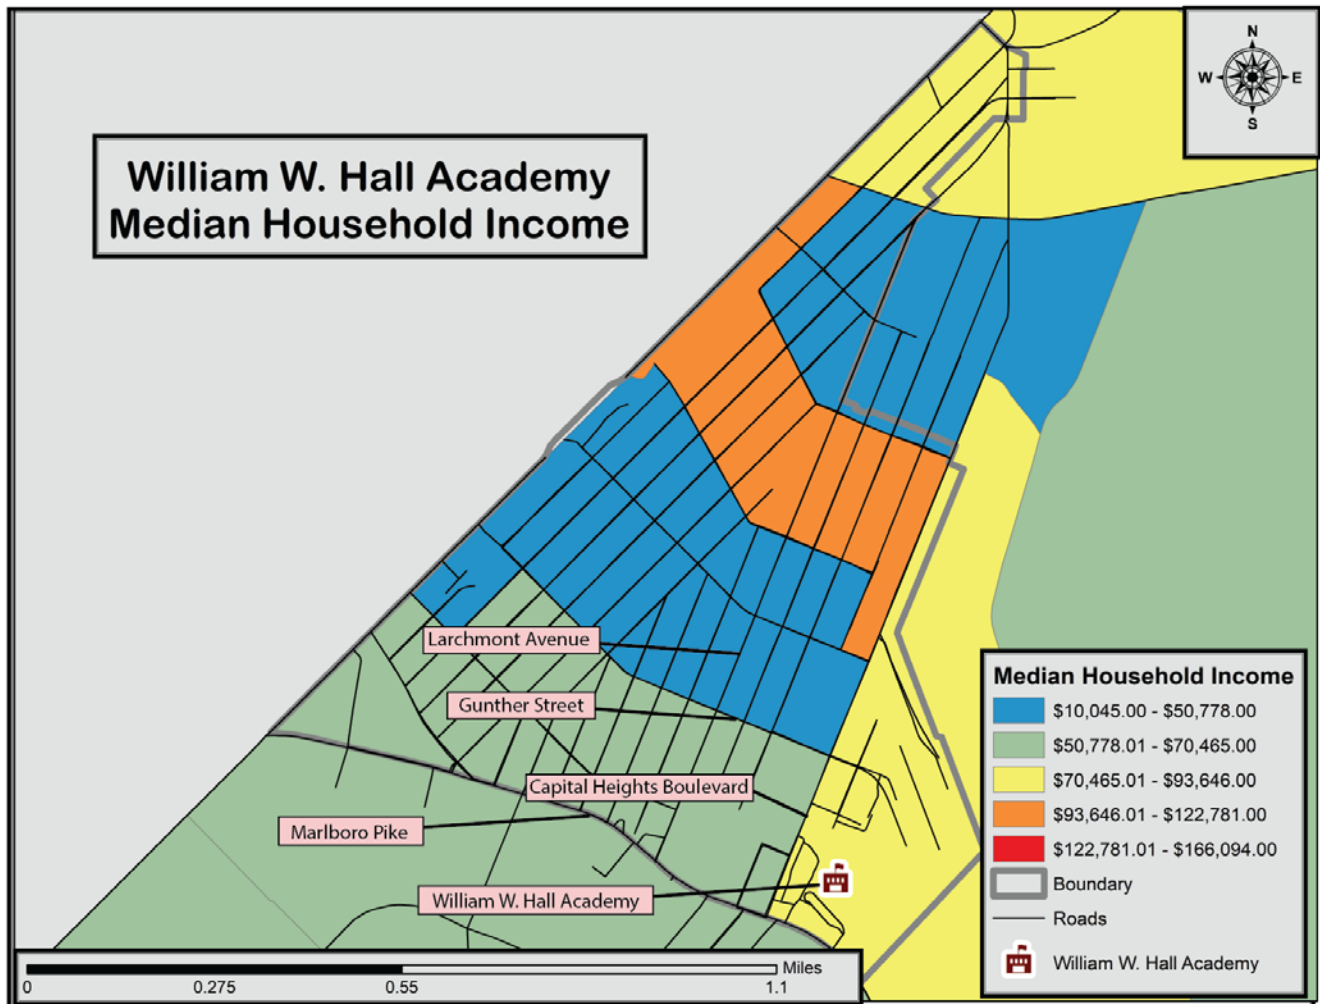 William W. Hall Academy
Median Household Income
N
W
E
S
Larchmont Avenue
Gunther Street
Capital Heights Boulevard
Marlboro Pike
William W. Hall Academy
Median Household Income
$10,045.00 - $50,778.00
$50,778.01 - $70,465.00
$70,465.01 - $93,646.00
$93,646.01 - $122,781.00
$122,781.01 - $166,094.00
Boundary
Roads
William W. Hall Academy
Miles
0 0.275 0.55 1.1